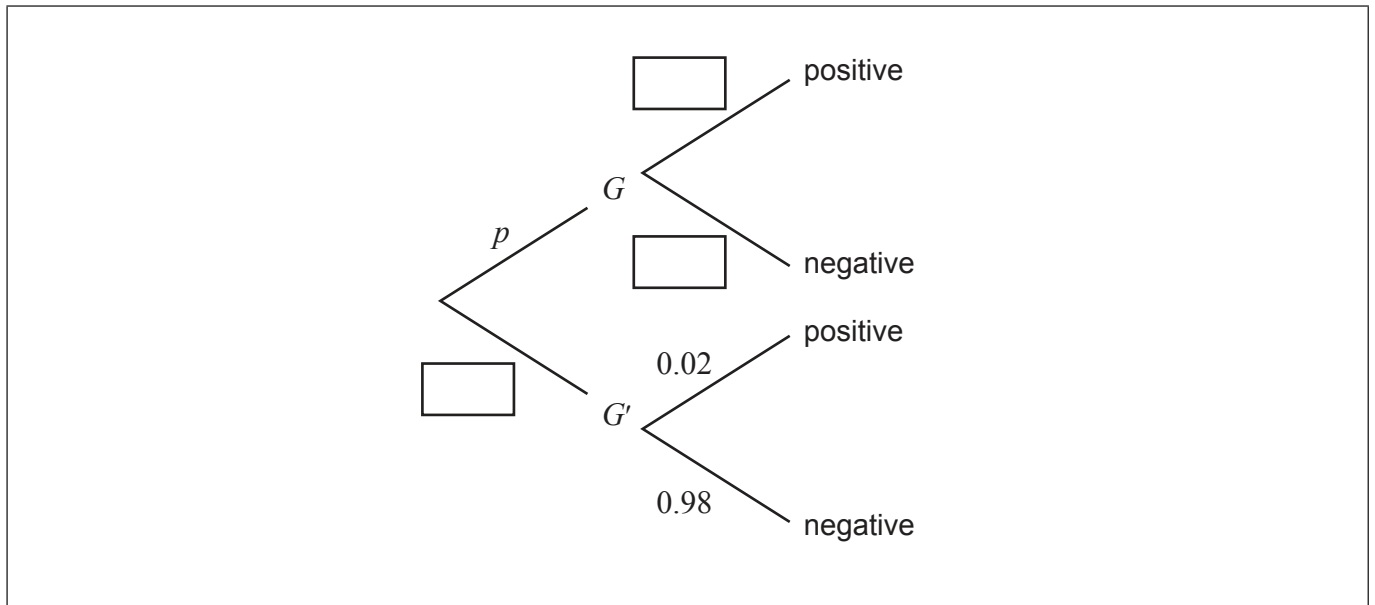 positive
G
p
negative
positive
0.02
G′
0.98
negative